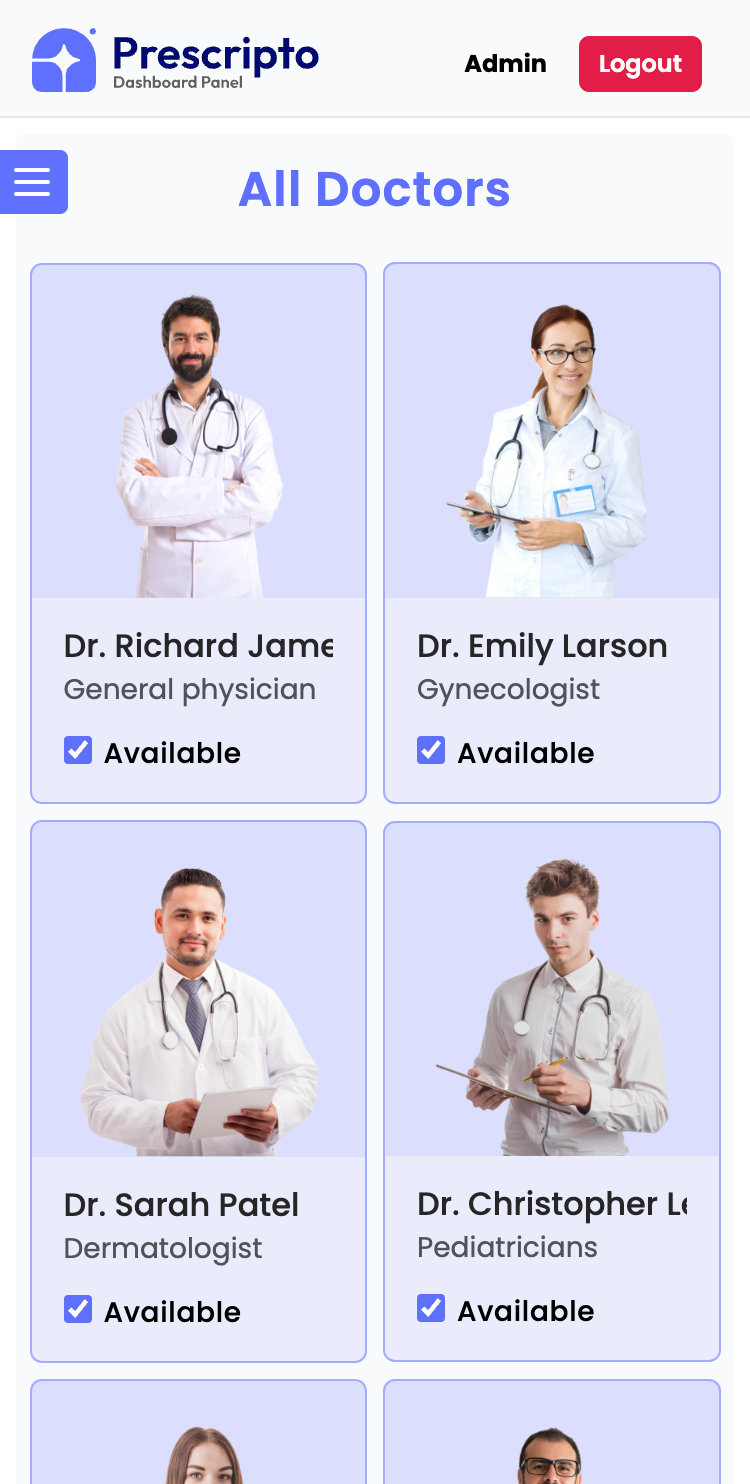 Prescripto
Dashboard Panel
Admin
Logout
All Doctors
Dr. Richard Jame
General physician
Available
Dr. Emily Larson
Gynecologist
Available
Dr. Sarah Patel
Dermatologist
Available
Dr. Christopher Le
Pediatricians
Available